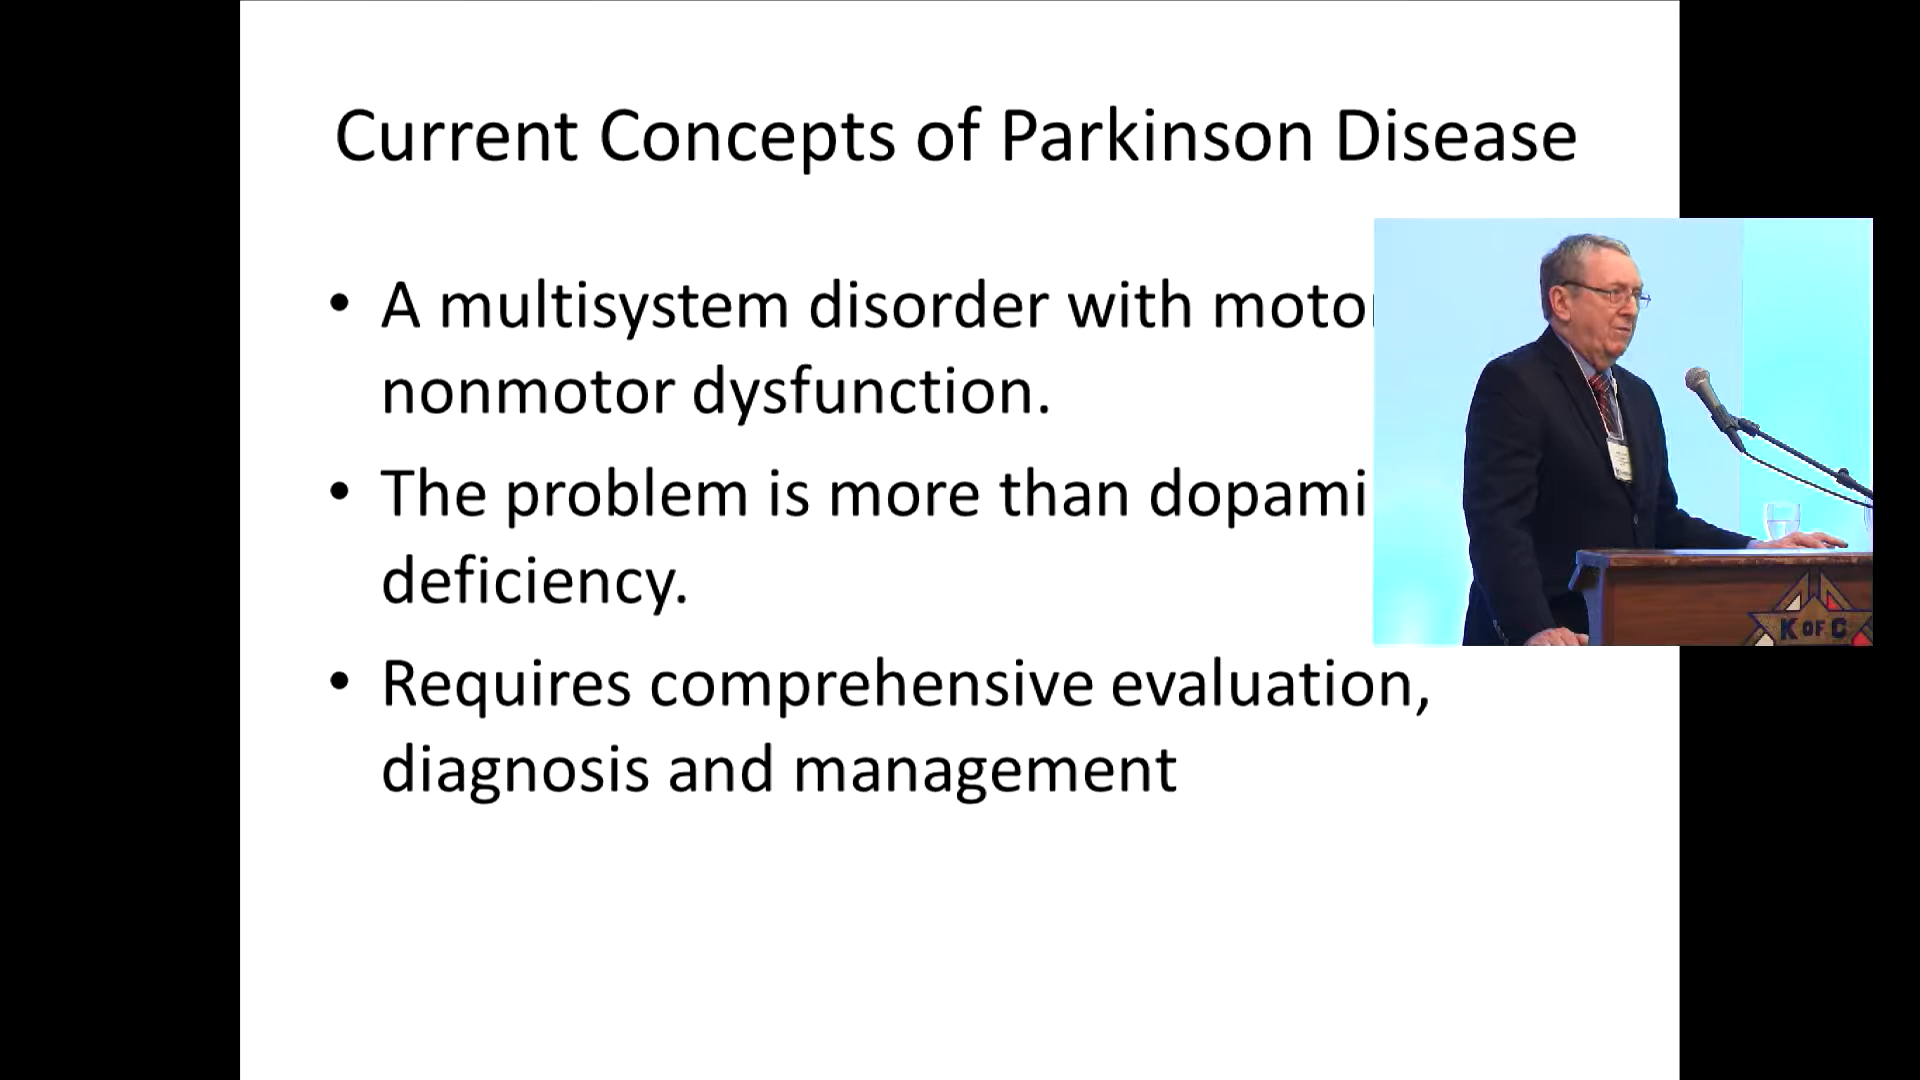 Current Concepts of Parkinson Disease
• A multisystem disorder with motor
nonmotor dysfunction.
• The problem is more than dopami
deficiency.
• Requires comprehensive evaluation,
diagnosis and management
K OF C